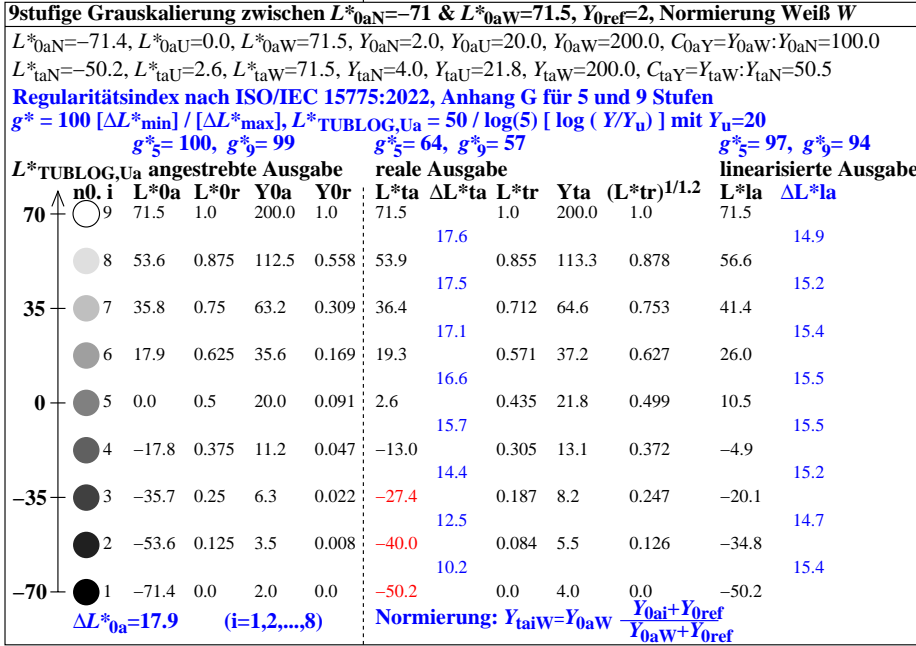 9stufige Grauskalierung zwischen L*0aN=−71 & L*0aW=71.5, Y0ref=2, Normierung Weiß W
L*0aN=−71.4, L*0aU=0.0, L*0aW=71.5, Y0aN=2.0, Y0aU=20.0, Y0aW=200.0, C0aY=Y0aW:Y0aN=100.0
L*taN=−50.2, L*taU=2.6, L*taW=71.5, YtaN=4.0, YtaU=21.8, YtaW=200.0, CtaY=YtaW:YtaN=50.5
Regularitätsindex nach ISO/IEC 15775:2022, Anhang G für 5 und 9 Stufen
g* = 100 [ΔL*min] / [ΔL*max], L*TUBLOG,Ua = 50 / log(5) [ log ( Y/Yu) ] mit Yu=20
g*5= 100, g*9= 99 g*5= 64, g*9= 57 g*5= 97, g*9= 94
L*TUBLOG,Ua angestrebte Ausgabe reale Ausgabe linearisierte Ausgabe
n0. i L*0a L*0r Y0a Y0r L*ta ΔL*ta L*tr Yta (L*tr)1/1.2 L*la ΔL*la
70 9 71.5 1.0 200.0 1.0 71.5 1.0 200.0 1.0 71.5
17.6 14.9
8 53.6 0.875 112.5 0.558 53.9 0.855 113.3 0.878 56.6
17.5 15.2
35 7 35.8 0.75 63.2 0.309 36.4 0.712 64.6 0.753 41.4
17.1 15.4
6 17.9 0.625 35.6 0.169 19.3 0.571 37.2 0.627 26.0
16.6 15.5
0 5 0.0 0.5 20.0 0.091 2.6 0.435 21.8 0.499 10.5
15.7 15.5
4 −17.8 0.375 11.2 0.047 −13.0 0.305 13.1 0.372 −4.9
14.4 15.2
−35 3 −35.7 0.25 6.3 0.022 −27.4 0.187 8.2 0.247 −20.1
12.5 14.7
2 −53.6 0.125 3.5 0.008 −40.0 0.084 5.5 0.126 −34.8
10.2 15.4
−70 1 −71.4 0.0 2.0 0.0 −50.2 0.0 4.0 0.0 −50.2
ΔL*0a=17.9 (i=1,2,...,8) Normierung: YtaiW=Y0aW Y0ai+Y0ref
Y0aW+Y0ref